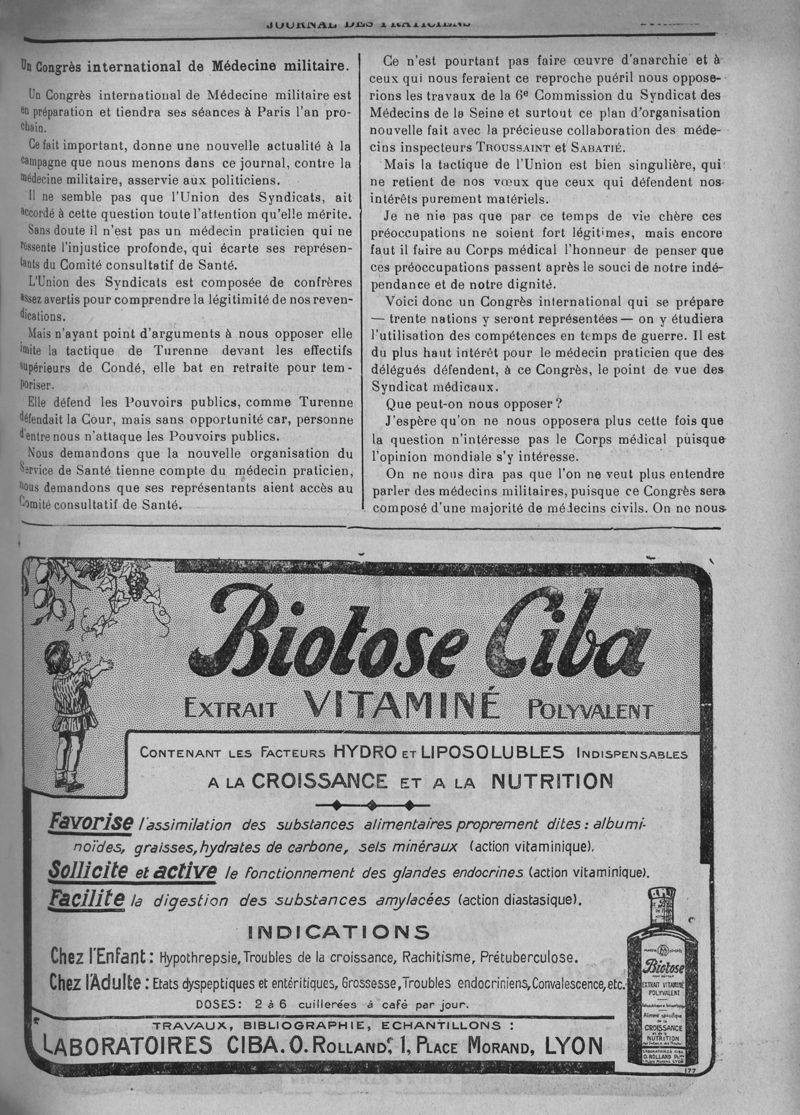 JOURNAL DES PRATICIENS
Un Congrès international de Médecine militaire.
Un Congrès international de Médecine militaire est
en préparation et tiendra ses séances à Paris l'an pro-
chain.
Ce fait important, donne une nouvelle actualité à la
campagne que nous menons dans ce journal, contre la
médecine militaire, asservie aux politiciens.
Il ne semble pas que l'Union des Syndicats, ait
accordé à cette question toute l'attention qu'elle mérite.
Sans doute il n'est pas un médecin praticien qui ne
ressente l'injustice profonde, qui écarte ses représen-
tants du Comité consultatif de Santé.
L'Union des Syndicats est composée de confrères
assez avertis pour comprendre la légitimité de nos reven-
dications.
Mais n'ayant point d'arguments à nous opposer elle
imite la tactique de Turenne devant les effectifs
supérieurs de Condé, elle bat en retraite pour tem-
poriser.
Elle défend les Pouvoirs publics, comme Turenne
défendait la Cour, mais sans opportunité car, personne
d'entre nous n'attaque les Pouvoirs publics.
Nous demandons que la nouvelle organisation du
Service de Santé tienne compte du médecin praticien,
nous demandons que ses représentants aient accès au
Comité consultatif de Santé.
Ce n'est pourtant pas faire œuvre d'anarchie et à
ceux qui nous feraient ce reproche puéril nous oppose-
rions les travaux de la 6e Commission du Syndicat des
Médecins de la Seine et surtout ce plan d'organisation
nouvelle fait avec la précieuse collaboration des méde-
cins inspecteurs TROUSSAINT et SABATIÉ.
Mais la tactique de l'Union est bien singulière, qui
ne retient de nos vœux que ceux qui défendent nos
intérêts purement matériels.
Je ne nie pas que par ce temps de vie chère ces
préoccupations ne soient fort légitimes, mais encore
faut il faire au Corps médical l'honneur de penser que
ces préoccupations passent après le souci de notre indé-
pendance et de notre dignité.
Voici donc un Congrès international qui se prépare
— trente nations y seront représentées — on y étudiera
l'utilisation des compétences en temps de guerre. Il est
du plus haut intérêt pour le médecin praticien que des
délégués défendent, à ce Congrès, le point de vue des
Syndicat médicaux.
Que peut-on nous opposer ?
J'espère qu'on ne nous opposera plus cette fois que
la question n'intéresse pas le Corps médical puisque
l'opinion mondiale s'y intéresse.
On ne nous dira pas que l'on ne veut plus entendre
parler des médecins militaires, puisque ce Congrès sera
composé d'une majorité de médecins civils. On ne nous
Biotose Ciba
EXTRAIT VITAMINÉ POLYVALENT
CONTENANT LES FACTEURS HYDRO ET LIPOSOLUBLES INDISPENSABLES
A LA CROISSANCE ET A LA NUTRITION
Favorise l'assimilation des substances alimentaires proprement dites : albumi-
noïdes, graisses, hydrates de carbone, sels minéraux (action vitaminique).
Sollicite et active le fonctionnement des glandes endocrines (action vitaminique).
Facilite la digestion des substances amylacées (action diastasique).
INDICATIONS
Chez l'Enfant : Hypothrepsie, Troubles de la croissance, Rachitisme, Prétuberculose.
Chez l'Adulte : Etats dyspeptiques et entéritiques, Grossesse, Troubles endocriniens, Convalescence, etc.
DOSES : 2 à 6 cuillerées à café par jour.
TRAVAUX, BIBLIOGRAPHIE, ECHANTILLONS :
LABORATOIRES CIBA. O. ROLLAND, 1, PLACE MORAND, LYON
Biotose
EXTRAIT VITAMINÉ
POLYVALENT
CROISSANCE
NUTRITION
LABORATOIRES CIBA
O. ROLLAND
LYON
177